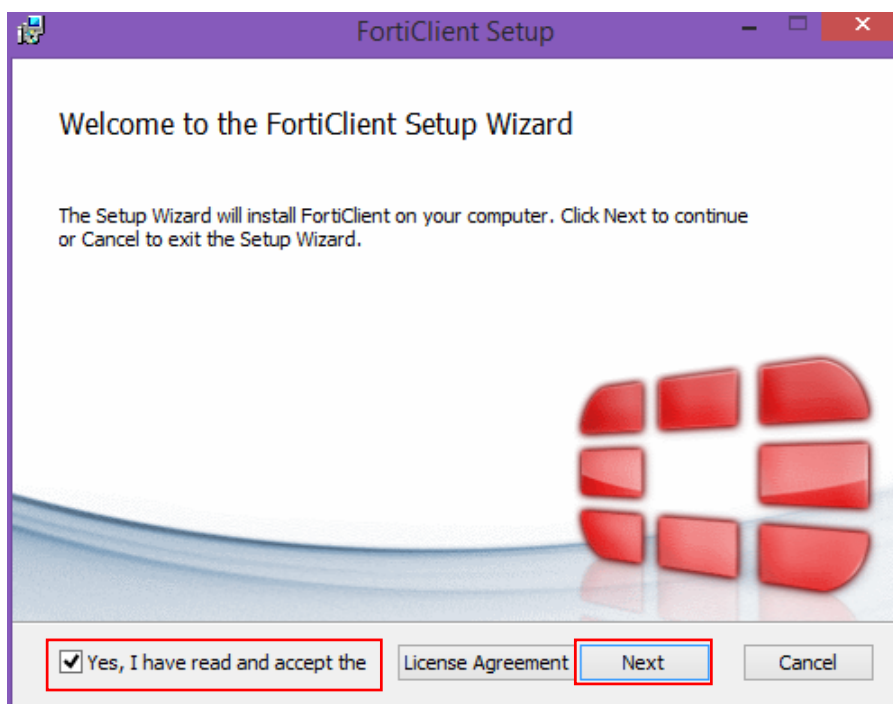 FortiClient Setup
Welcome to the FortiClient Setup Wizard
The Setup Wizard will install FortiClient on your computer. Click Next to continue
or Cancel to exit the Setup Wizard.
Yes, I have read and accept the License Agreement Next Cancel